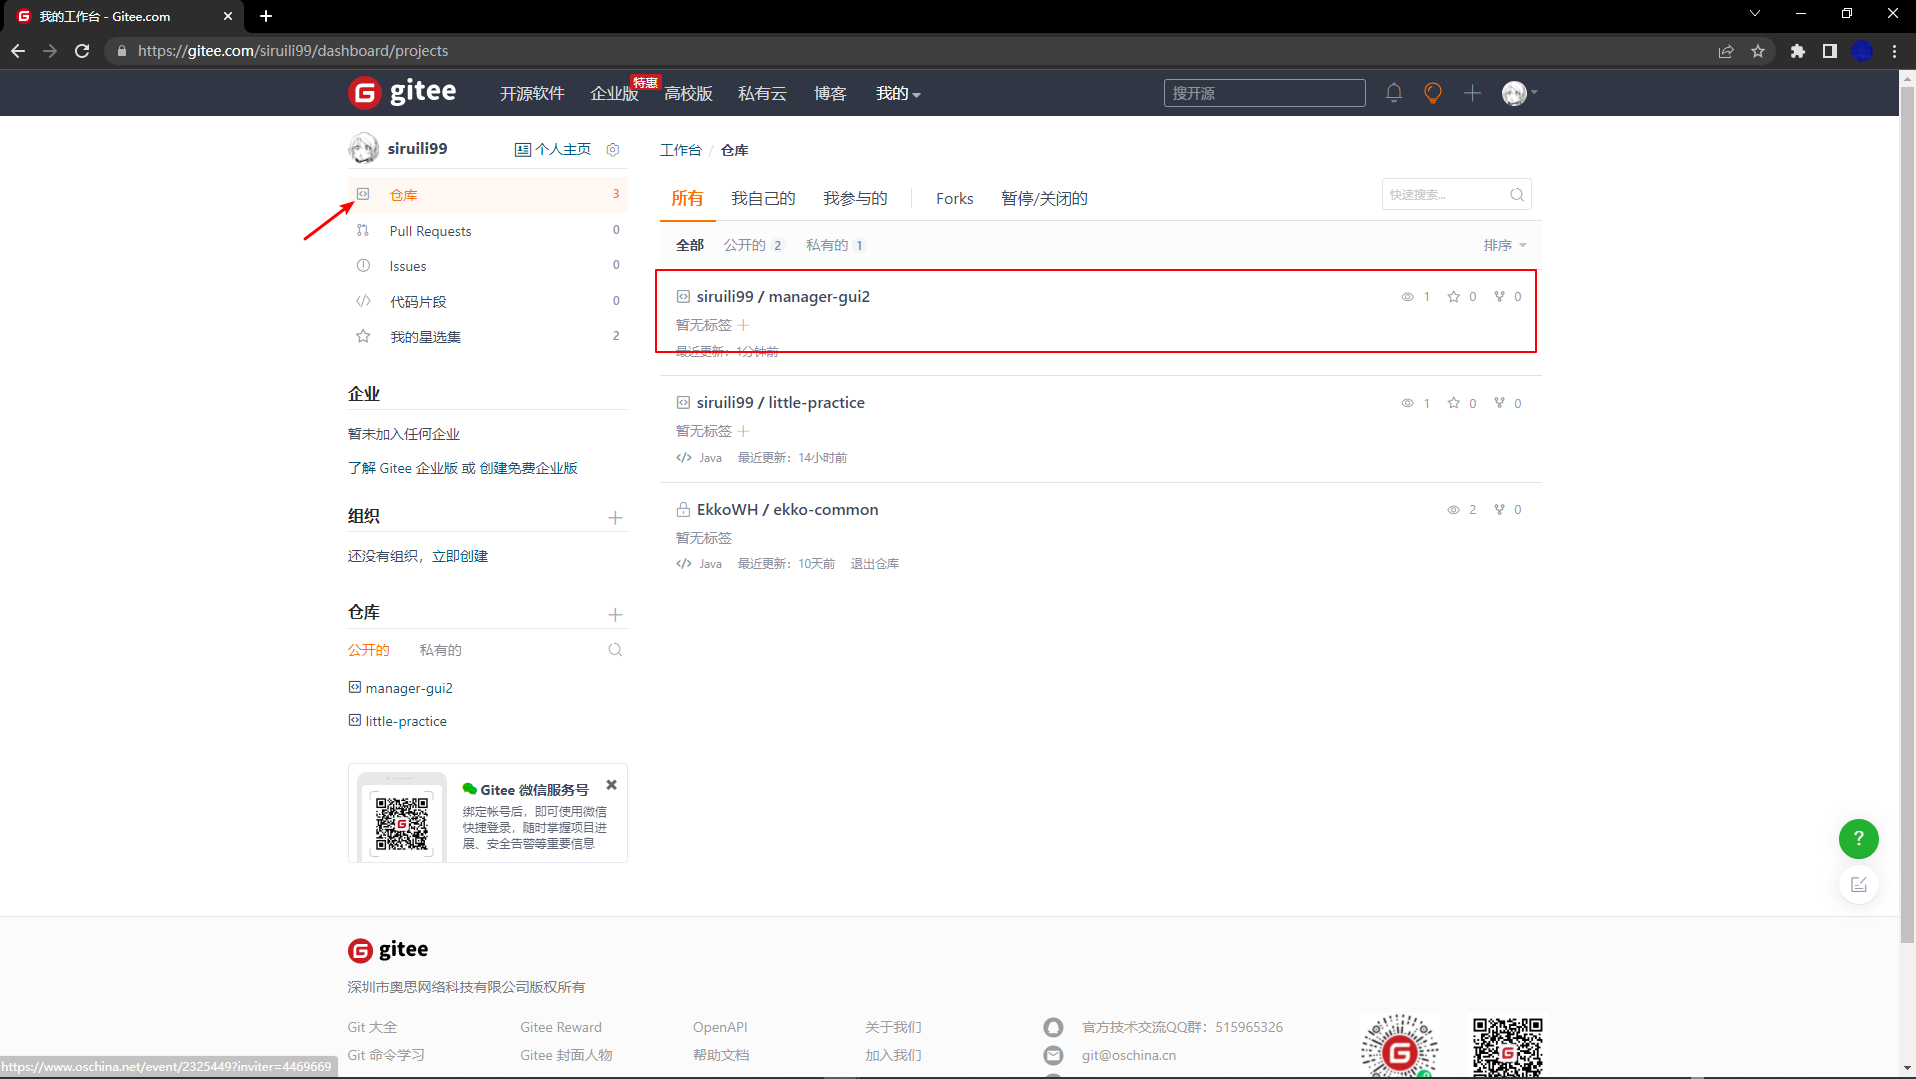 我的工作台 - Gitee.com
https://gitee.com/siruili99/dashboard/projects
gitee
开源软件 企业版 特惠 高校版 私有云 博客 我的
搜开源
siruili99 个人主页
仓库 3
Pull Requests 0
Issues 0
代码片段 0
我的星选集 2
企业
暂未加入任何企业
了解 Gitee 企业版 或 创建免费企业版
组织
还没有组织，立即创建
仓库
公开的 私有的
manager-gui2
little-practice
Gitee 微信服务号
绑定帐号后，即可使用微信
快捷登录，随时掌握项目进
展、安全告警等重要信息
工作台 / 仓库
所有 我自己的 我参与的 Forks 暂停/关闭的
快速搜索...
全部 公开的 2 私有的 1 排序
siruili99 / manager-gui2 1 0 0
暂无标签
最近更新：1分钟前
siruili99 / little-practice 1 0 0
暂无标签
Java 最近更新：14小时前
EkkoWH / ekko-common 2 0
暂无标签
Java 最近更新：10天前 退出仓库
?
gitee
深圳市奥思网络科技有限公司版权所有
Git 大全 Gitee Reward OpenAPI 关于我们 官方技术交流QQ群：515965326
Git 命令学习 Gitee 封面人物 帮助文档 加入我们 git@oschina.cn
https://www.oschina.net/event/2325449?inviter=4469669